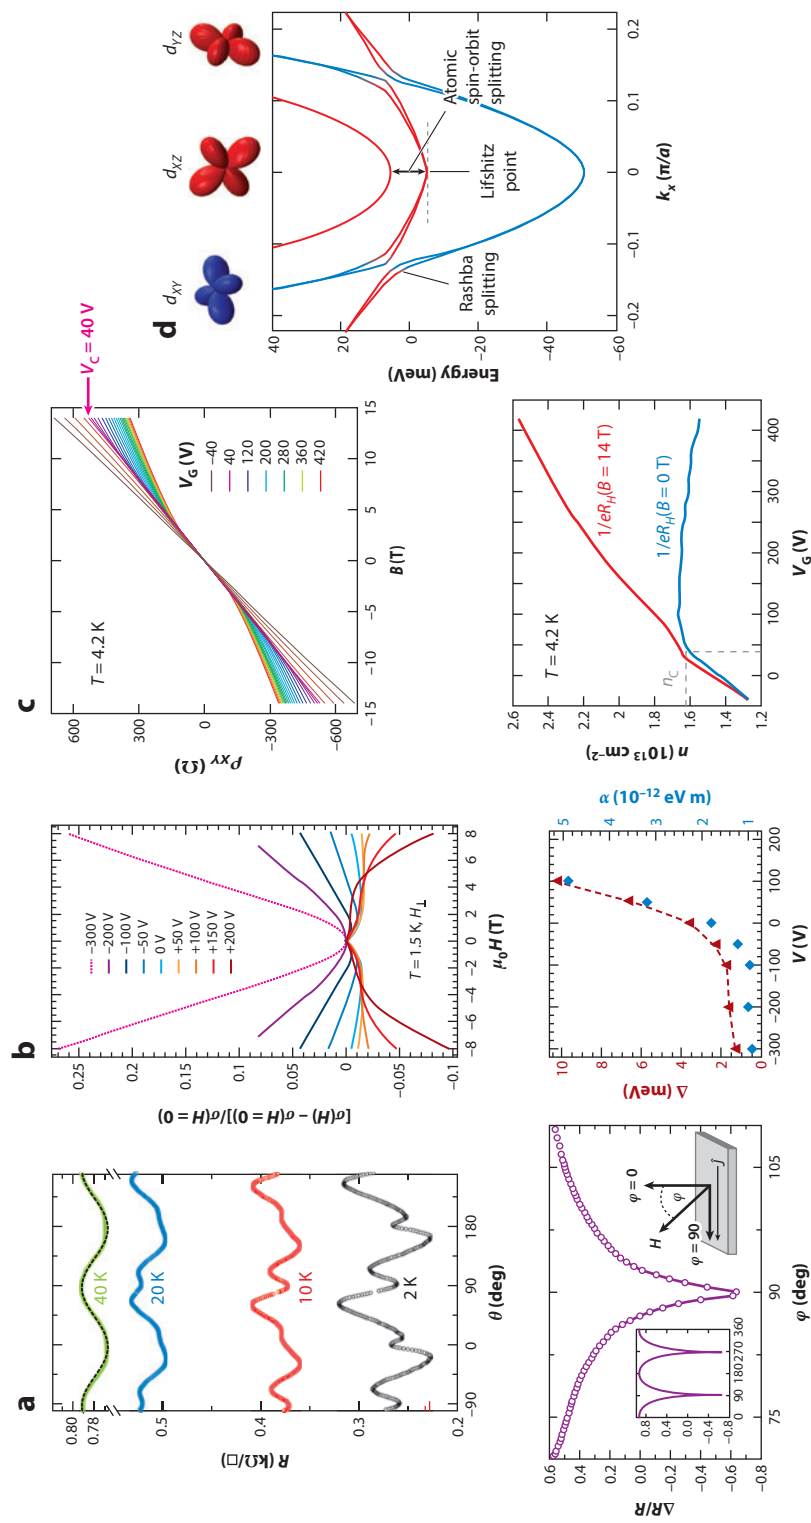 a
R (kΩ/□)
0.80
0.78
0.5
0.4
0.3
0.2
40 K
20 K
10 K
2 K
−90
0
90
180
θ (deg)
ΔR/R
0.6
0.4
0.2
0.0
−0.2
−0.4
−0.6
−0.8
75
90
105
φ (deg)
0.8
0.4
0.0
−0.4
0 90 180 270 360
H
φ = 0
φ
φ = 90
J
b
[σ(H) − σ(H = 0)]/σ(H = 0)
0.25
0.2
0.15
0.1
0.05
0
−0.05
−0.1
−300 V
−200 V
−100 V
−50 V
0 V
+50 V
+100 V
+150 V
+200 V
T = 1.5 K, H⊥
−8 −6 −4 −2 0 2 4 6 8
μ0H (T)
Δ (meV)
10
8
6
4
2
0
α (10−12 eV m)
5
4
3
2
1
−300 −200 −100 0 100 200
V (V)
c
VC = 40 V
ρXY (Ω)
600
300
0
−300
−600
T = 4.2 K
VG (V)
−40
40
120
200
280
360
420
−15 −10 −5 0 5 10 15
B (T)
n (1013 cm−2)
2.6
2.4
2.2
2
1.8
1.6
1.4
1.2
T = 4.2 K
nC
1/eRH(B = 14 T)
1/eRH(B = 0 T)
0 100 200 300 400
VG (V)
d
dXY
dXZ
dYZ
Energy (meV)
40
20
0
−20
−40
−60
Rashba
splitting
Lifshitz
point
Atomic
spin-orbit
splitting
−0.2 −0.1 0 0.1 0.2
kx (π/a)